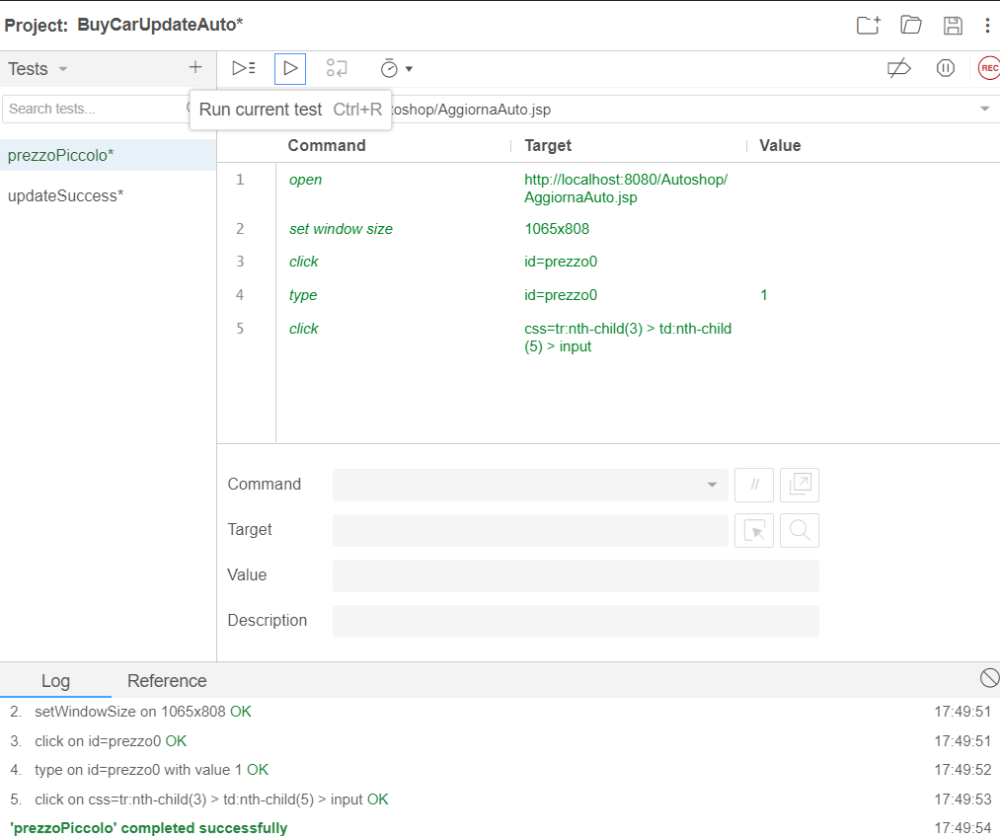 Project: BuyCarUpdateAuto*
Tests
REC
Search tests...
Run current test Ctrl+R
toshop/AggiornaAuto.jsp
Command Target Value
prezzoPiccolo*
updateSuccess*
1 open http://localhost:8080/Autoshop/
AggiornaAuto.jsp
2 set window size 1065x808
3 click id=prezzo0
4 type id=prezzo0 1
5 click css=tr:nth-child(3) > td:nth-child
(5) > input
Command
//
Target
Value
Description
Log Reference
2. setWindowSize on 1065x808 OK 17:49:51
3. click on id=prezzo0 OK 17:49:51
4. type on id=prezzo0 with value 1 OK 17:49:52
5. click on css=tr:nth-child(3) > td:nth-child(5) > input OK 17:49:53
'prezzoPiccolo' completed successfully 17:49:54